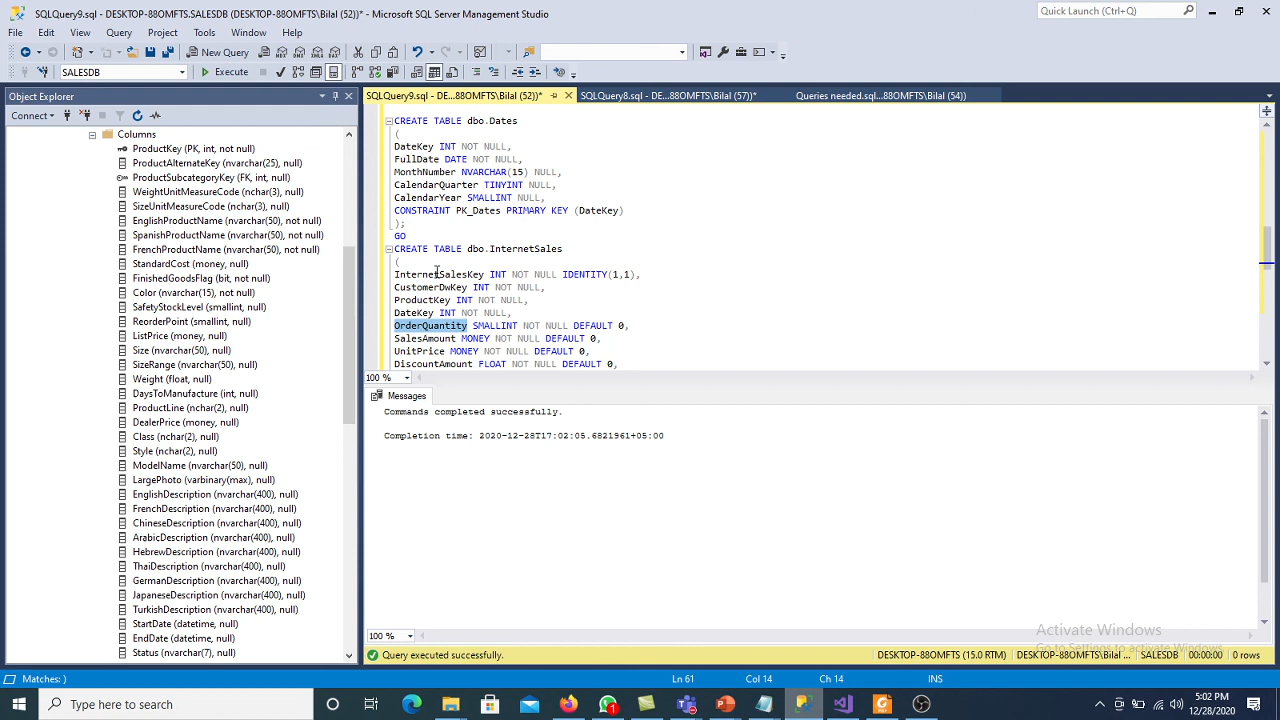 SQLQuery9.sql - DESKTOP-88OMFTS.SALESDB (DESKTOP-88OMFTS\Bilal (52))* - Microsoft SQL Server Management Studio
Quick Launch (Ctrl+Q)
File Edit View Query Project Tools Window Help
New Query
SALESDB Execute
Object Explorer
Connect
Columns
ProductKey (PK, int, not null)
ProductAlternateKey (nvarchar(25), null)
ProductSubcategoryKey (FK, int, null)
WeightUnitMeasureCode (nchar(3), null)
SizeUnitMeasureCode (nchar(3), null)
EnglishProductName (nvarchar(50), not null)
SpanishProductName (nvarchar(50), not null)
FrenchProductName (nvarchar(50), not null)
StandardCost (money, null)
FinishedGoodsFlag (bit, not null)
Color (nvarchar(15), not null)
SafetyStockLevel (smallint, null)
ReorderPoint (smallint, null)
ListPrice (money, null)
Size (nvarchar(50), null)
SizeRange (nvarchar(50), null)
Weight (float, null)
DaysToManufacture (int, null)
ProductLine (nchar(2), null)
DealerPrice (money, null)
Class (nchar(2), null)
Style (nchar(2), null)
ModelName (nvarchar(50), null)
LargePhoto (varbinary(max), null)
EnglishDescription (nvarchar(400), null)
FrenchDescription (nvarchar(400), null)
ChineseDescription (nvarchar(400), null)
ArabicDescription (nvarchar(400), null)
HebrewDescription (nvarchar(400), null)
ThaiDescription (nvarchar(400), null)
GermanDescription (nvarchar(400), null)
JapaneseDescription (nvarchar(400), null)
TurkishDescription (nvarchar(400), null)
StartDate (datetime, null)
EndDate (datetime, null)
Status (nvarchar(7), null)
SQLQuery9.sql - DE...88OMFTS\Bilal (52))* SQLQuery8.sql - DE...88OMFTS\Bilal (57))* Queries needed.sql...88OMFTS\Bilal (54))
CREATE TABLE dbo.Dates
(
DateKey INT NOT NULL,
FullDate DATE NOT NULL,
MonthNumber NVARCHAR(15) NULL,
CalendarQuarter TINYINT NULL,
CalendarYear SMALLINT NULL,
CONSTRAINT PK_Dates PRIMARY KEY (DateKey)
);
GO
CREATE TABLE dbo.InternetSales
(
InternetSalesKey INT NOT NULL IDENTITY(1,1),
CustomerDwKey INT NOT NULL,
ProductKey INT NOT NULL,
DateKey INT NOT NULL,
OrderQuantity SMALLINT NOT NULL DEFAULT 0,
SalesAmount MONEY NOT NULL DEFAULT 0,
UnitPrice MONEY NOT NULL DEFAULT 0,
DiscountAmount FLOAT NOT NULL DEFAULT 0,
100 %
Messages
Commands completed successfully.
Completion time: 2020-12-28T17:02:05.6821961+05:00
Activate Windows
Go to Settings to activate Windows.
100 %
Query executed successfully. DESKTOP-88OMFTS (15.0 RTM) DESKTOP-88OMFTS\Bilal ... SALESDB 00:00:00 0 rows
Matches: ) Ln 61 Col 14 Ch 14 INS
Type here to search
5:02 PM
12/28/2020